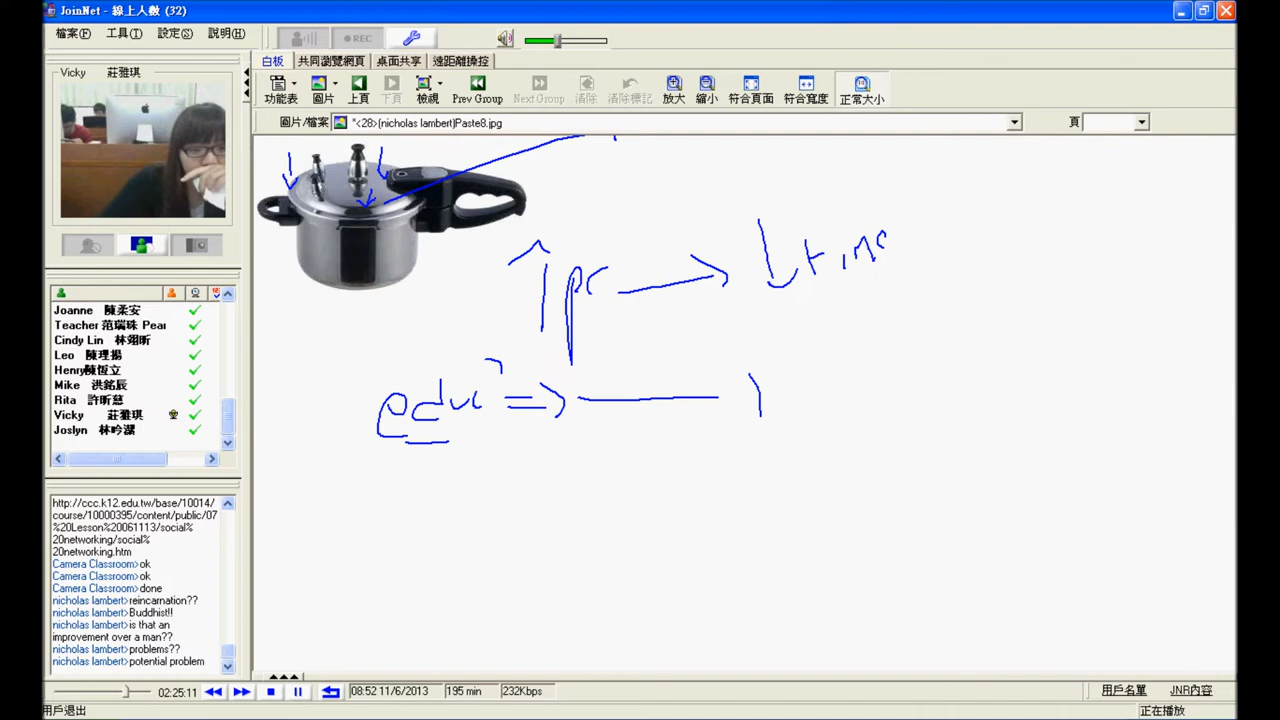 JoinNet - 線上人數 (32)
檔案(F) 工具(T) 設定(S) 說明(H) REC
Vicky 莊雅琪
白板 共同瀏覽網頁 桌面共享 遠距離操控
功能表 圖片 上頁 下頁 檢視 Prev Group Next Group 清除 清除標記 放大 縮小 符合頁面 符合寬度 正常大小
圖片/檔案 "<28>(nicholas lambert)Paste8.jpg 頁
pr time
educ
Joanne 陳柔安
Teacher 范瑞珠 Pear
Cindy Lin 林翊昕
Leo 陳理揚
Henry陳恆立
Mike 洪銘辰
Rita 許昕慈
Vicky 莊雅琪
Joslyn 林吟潔
http://ccc.k12.edu.tw/base/10014/
course/10000395/content/public/07
%20Lesson%20061113/social%
20networking/social%
20networking.htm
Camera Classroom>ok
Camera Classroom>ok
Camera Classroom>done
nicholas lambert>reincarnation??
nicholas lambert>Buddhist!!
nicholas lambert>is that an
improvement over a man??
nicholas lambert>problems??
nicholas lambert>potential problem
02:25:11 08:52 11/6/2013 195 min 232Kbps 用戶名單 JNR內容
用戶退出 正在播放